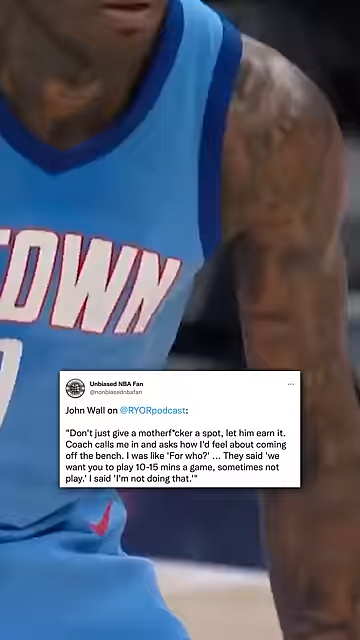 TOWN
Unbiased NBA Fan
@nonbiasednbafan
John Wall on @RYORpodcast:
"Don't just give a motherf*cker a spot, let him earn it.
Coach calls me in and asks how I'd feel about coming
off the bench. I was like 'For who?' ... They said 'we
want you to play 10-15 mins a game, sometimes not
play.' I said 'I'm not doing that.'"